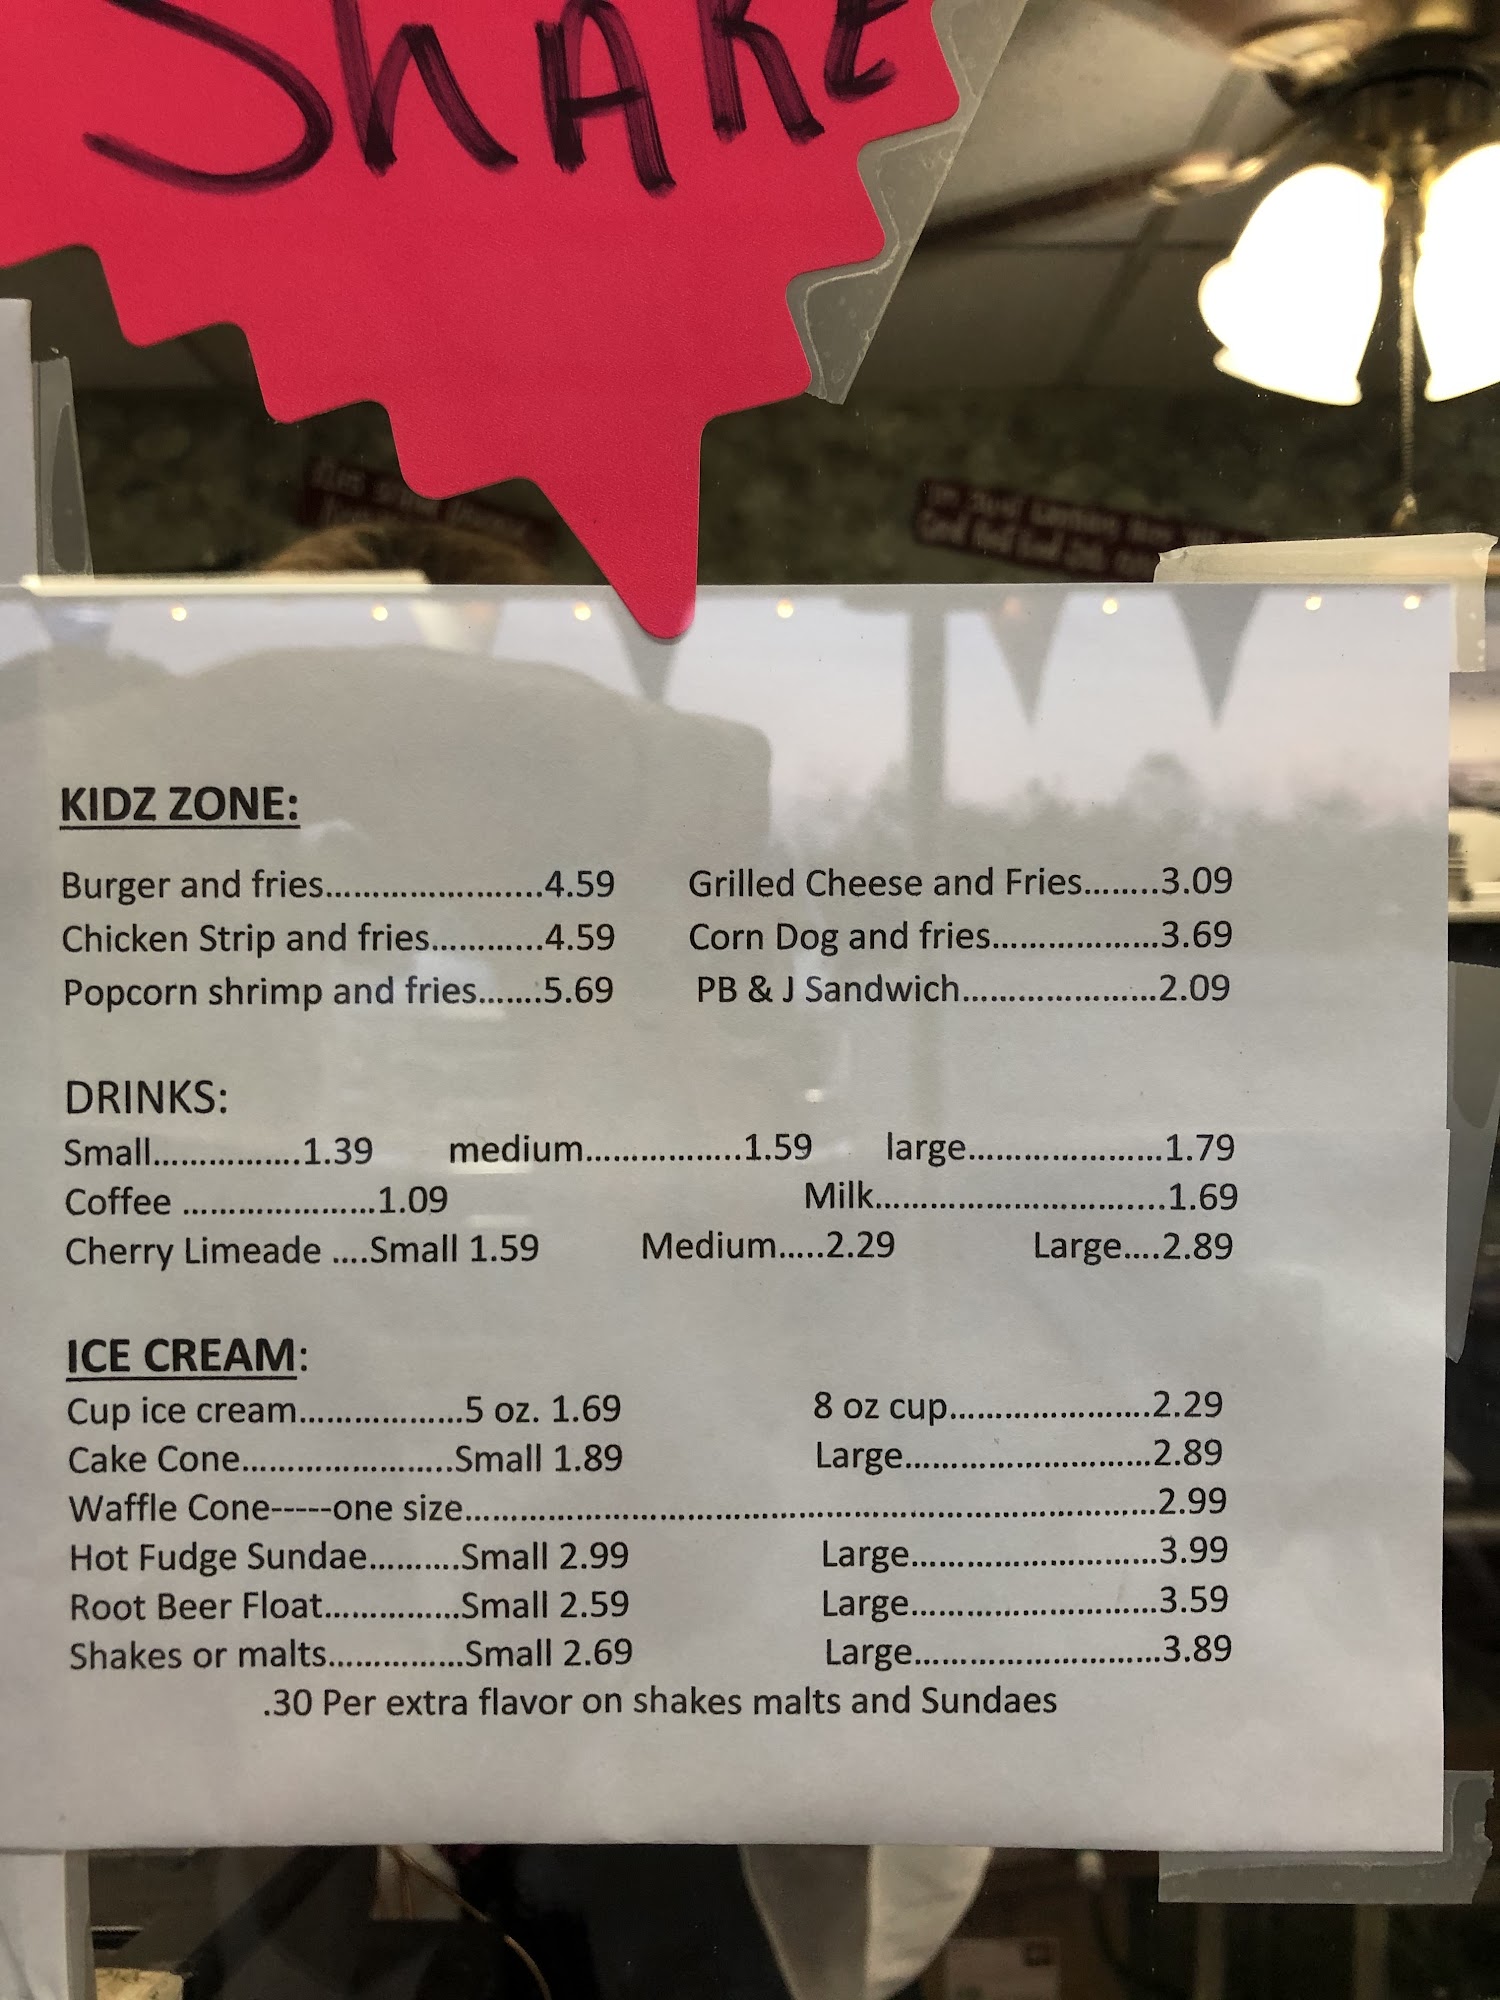 SHAKE
KIDZ ZONE:
Burger and fries........................4.59 Grilled Cheese and Fries........3.09
Chicken Strip and fries............4.59 Corn Dog and fries...................3.69
Popcorn shrimp and fries.......5.69 PB & J Sandwich......................2.09
DRINKS:
Small................1.39 medium.................1.59 large.....................1.79
Coffee .....................1.09 Milk................................1.69
Cherry Limeade ....Small 1.59 Medium.....2.29 Large....2.89
ICE CREAM:
Cup ice cream..................5 oz. 1.69 8 oz cup......................2.29
Cake Cone.......................Small 1.89 Large...........................2.89
Waffle Cone-----one size............................................................................2.99
Hot Fudge Sundae..........Small 2.99 Large...........................3.99
Root Beer Float...............Small 2.59 Large...........................3.59
Shakes or malts...............Small 2.69 Large...........................3.89
.30 Per extra flavor on shakes malts and Sundaes